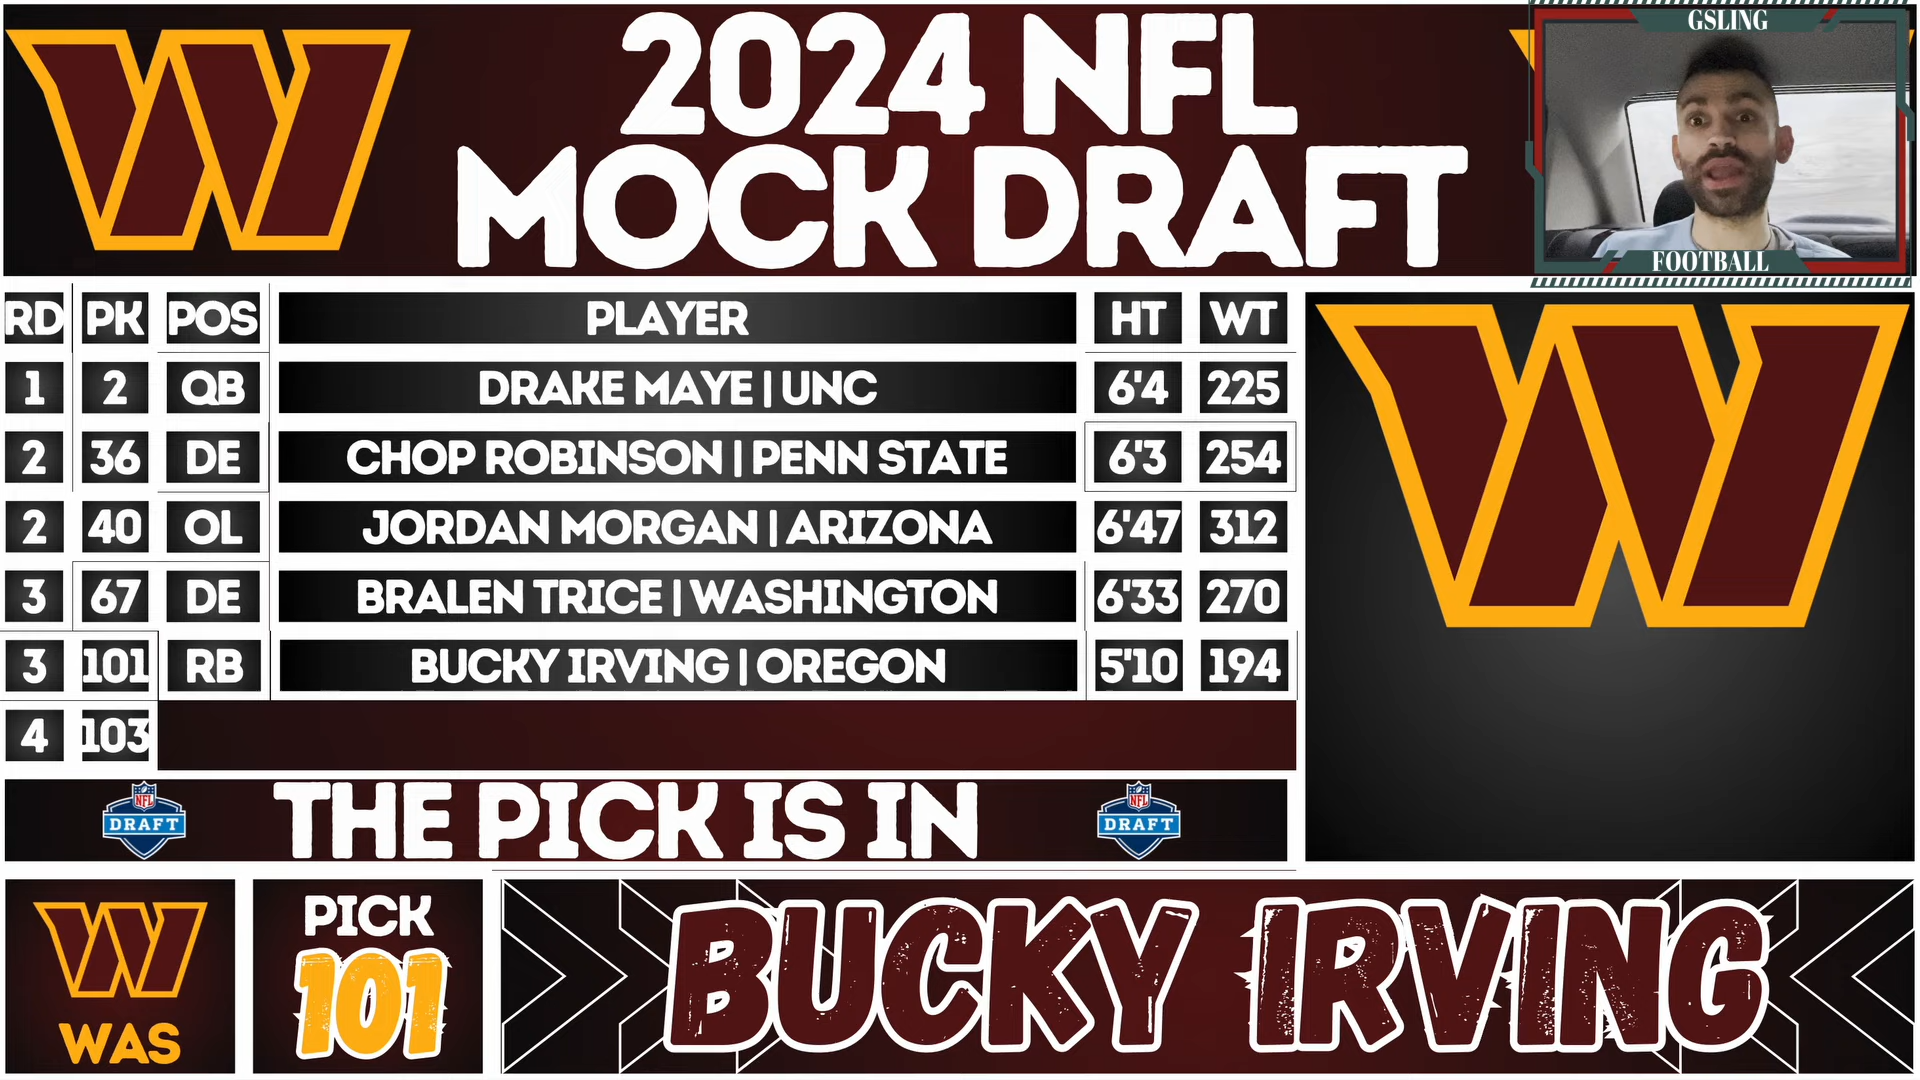 2024 NFL
MOCK DRAFT
GSLING
FOOTBALL
RD PK POS PLAYER HT WT
1 2 QB DRAKE MAYE | UNC 6'4 225
2 36 DE CHOP ROBINSON | PENN STATE 6'3 254
2 40 OL JORDAN MORGAN | ARIZONA 6'47 312
3 67 DE BRALEN TRICE | WASHINGTON 6'33 270
3 101 RB BUCKY IRVING | OREGON 5'10 194
4 103
NFL
DRAFT
THE PICK IS IN
NFL
DRAFT
W
WAS
PICK
101
BUCKY IRVING